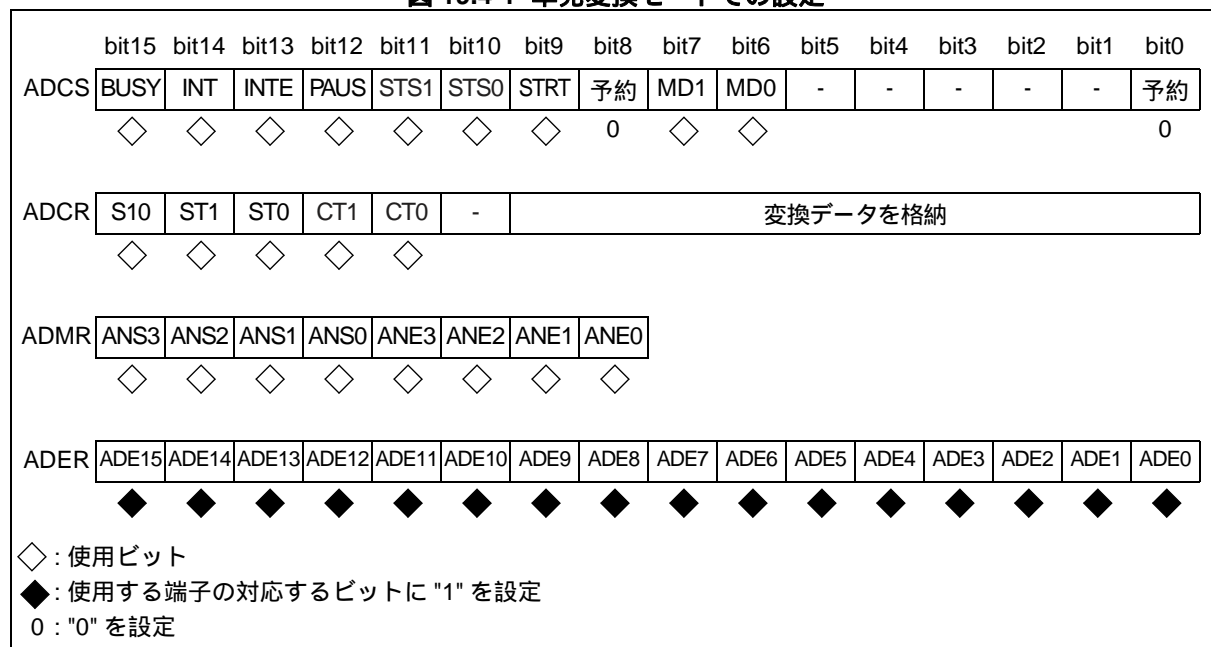 bit15 bit14 bit13 bit12 bit11 bit10 bit9 bit8 bit7 bit6 bit5 bit4 bit3 bit2 bit1 bit0
ADCS BUSY INT INTE PAUS STS1 STS0 STRT 予約 MD1 MD0 - - - - - 予約
◇ ◇ ◇ ◇ ◇ ◇ ◇ 0 ◇ ◇ 0
ADCR S10 ST1 ST0 CT1 CT0 - 変換データを格納
◇ ◇ ◇ ◇ ◇
ADMR ANS3 ANS2 ANS1 ANS0 ANE3 ANE2 ANE1 ANE0
◇ ◇ ◇ ◇ ◇ ◇ ◇ ◇
ADER ADE15 ADE14 ADE13 ADE12 ADE11 ADE10 ADE9 ADE8 ADE7 ADE6 ADE5 ADE4 ADE3 ADE2 ADE1 ADE0
◆ ◆ ◆ ◆ ◆ ◆ ◆ ◆ ◆ ◆ ◆ ◆ ◆ ◆ ◆ ◆
◇ : 使用ビット
◆ : 使用する端子の対応するビットに "1" を設定
0 : "0" を設定